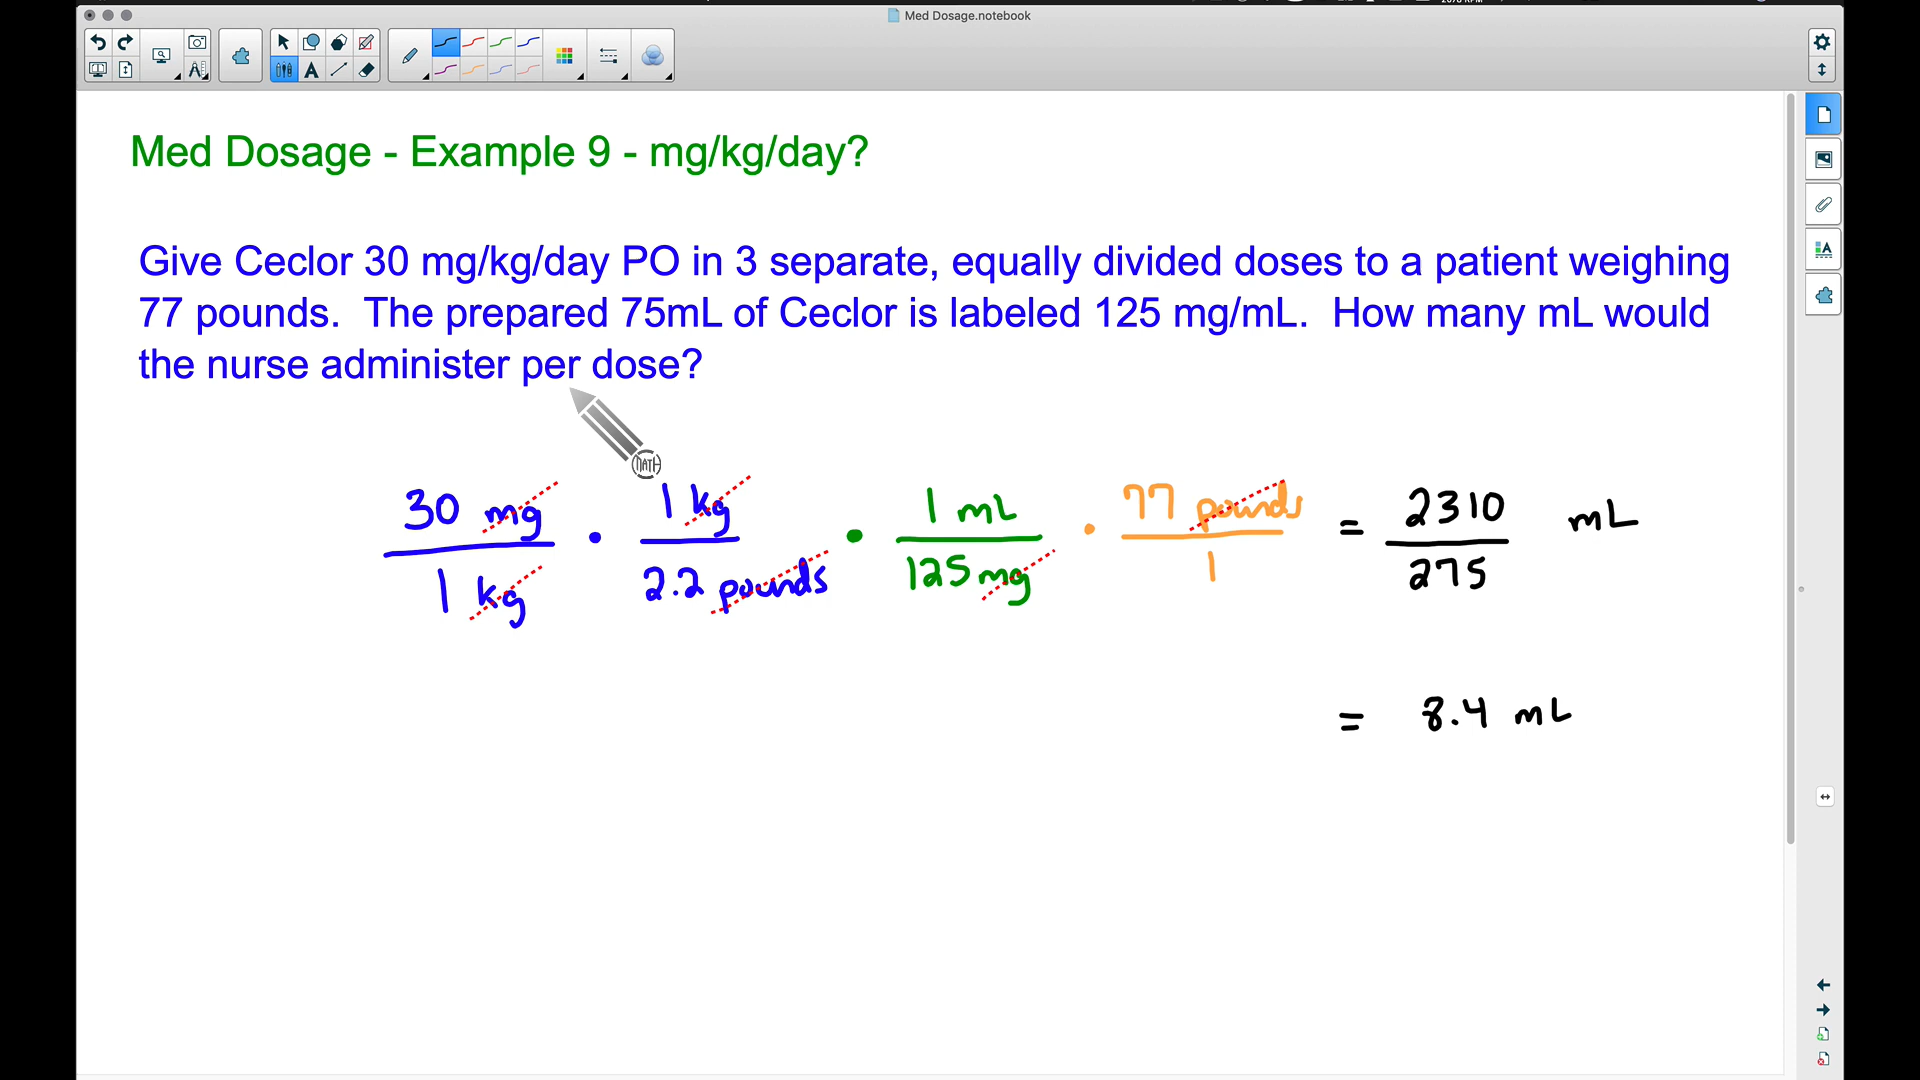 Med Dosage.notebook
Med Dosage - Example 9 - mg/kg/day?
Give Ceclor 30 mg/kg/day PO in 3 separate, equally divided doses to a patient weighing
77 pounds.  The prepared 75mL of Ceclor is labeled 125 mg/mL.  How many mL would
the nurse administer per dose?
MATH
30 mg / 1 kg · 1 kg / 2.2 pounds · 1 mL / 125 mg · 77 pounds / 1 = 2310 / 275 mL
= 8.4 mL